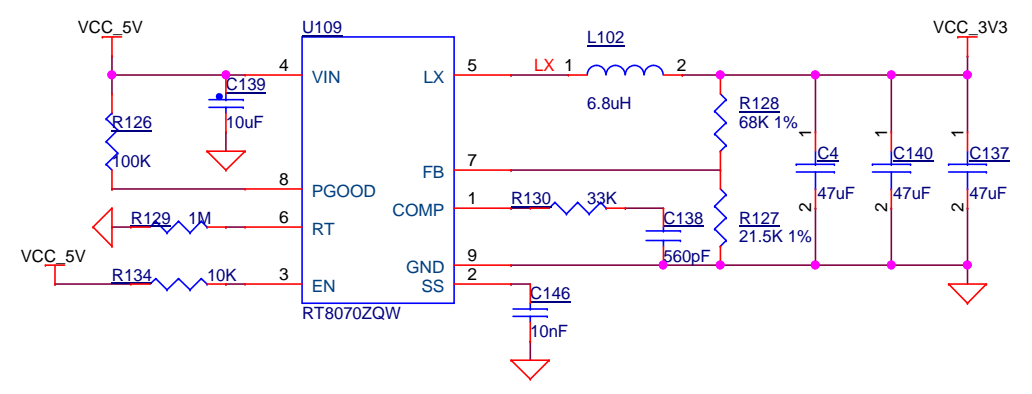 VCC_5V
U109
L102
VCC_3V3
4
VIN
LX
5
LX
1
2
C139
10uF
6.8uH
R126
100K
R128
68K 1%
1
C4
47uF
2
1
C140
47uF
2
1
C137
47uF
2
FB
7
8
PGOOD
COMP
1
R130
33K
R129
1M
6
RT
C138
560pF
R127
21.5K 1%
VCC_5V
R134
10K
3
EN
GND
9
SS
2
C146
10nF
RT8070ZQW